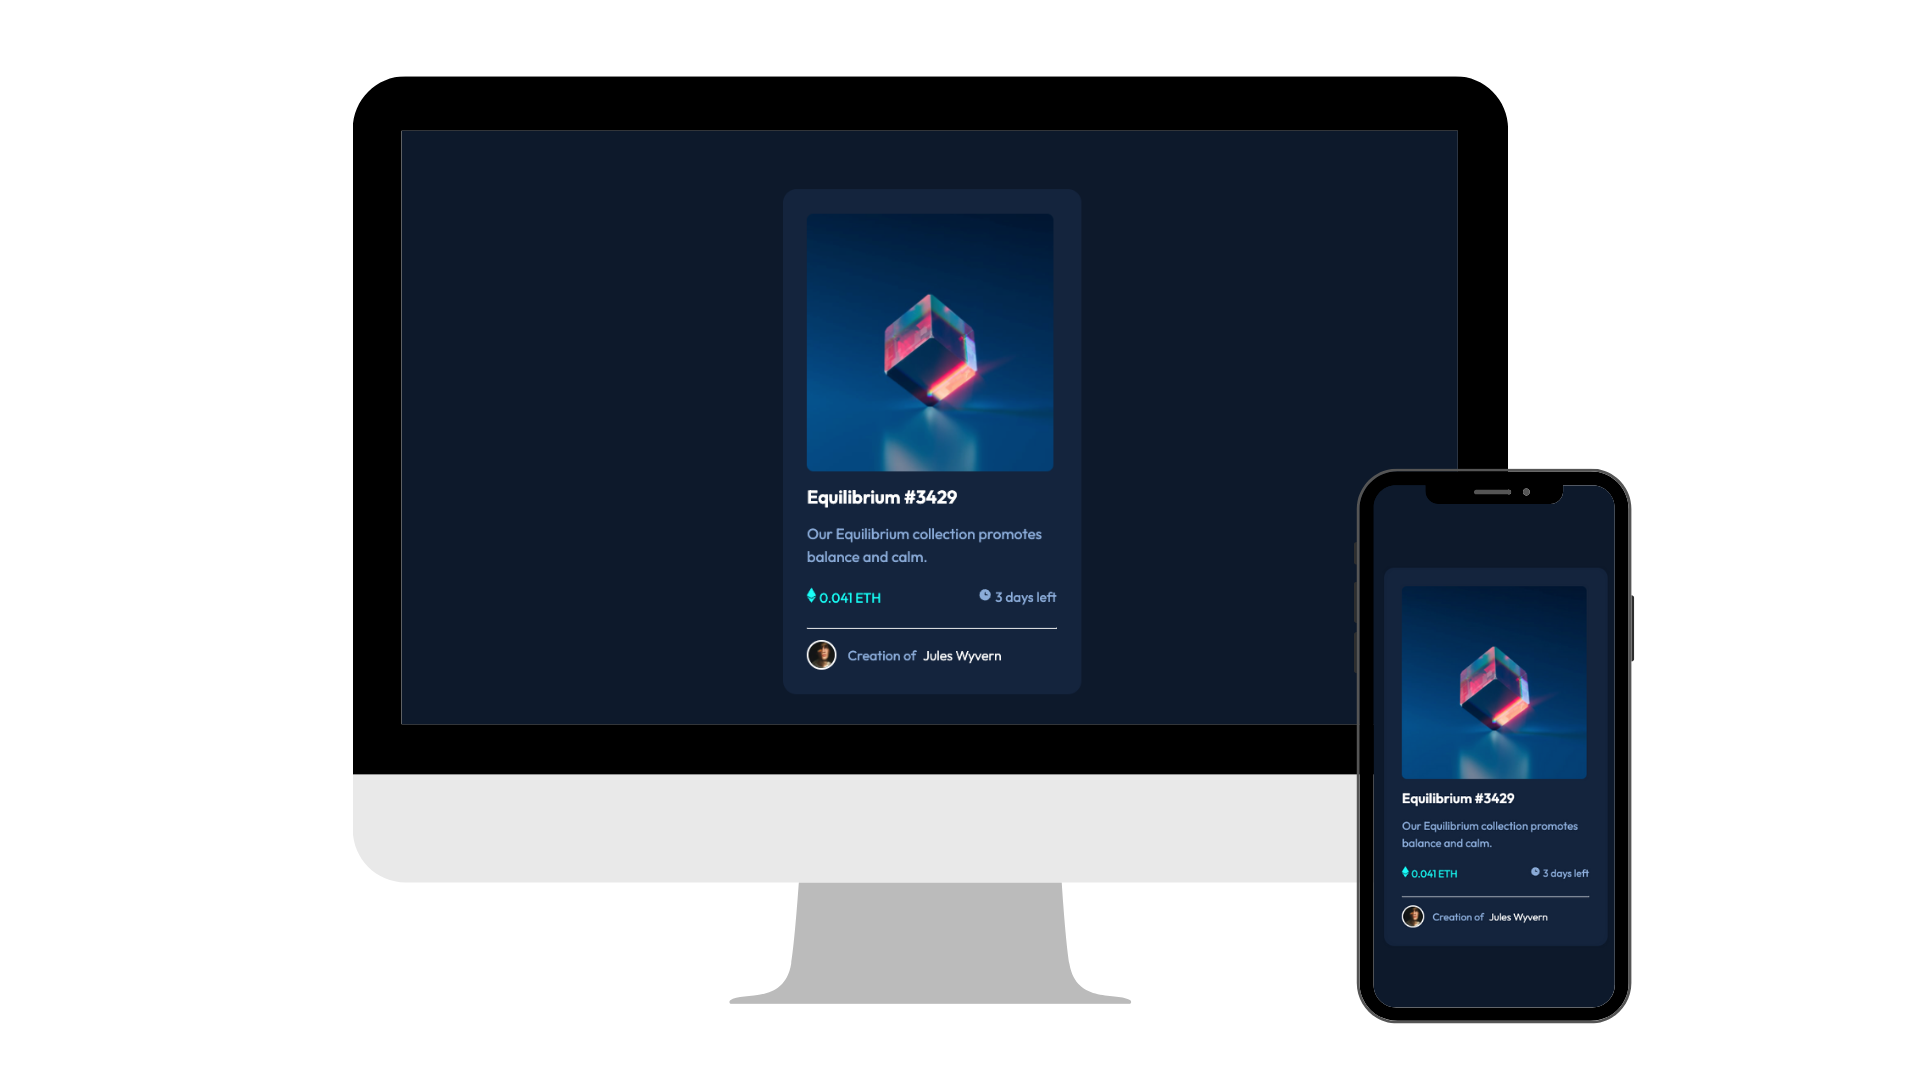 Equilibrium #3429
Our Equilibrium collection promotes
balance and calm.
0.041 ETH
3 days left
Creation of Jules Wyvern
Equilibrium #3429
Our Equilibrium collection promotes
balance and calm.
0.041 ETH
3 days left
Creation of Jules Wyvern